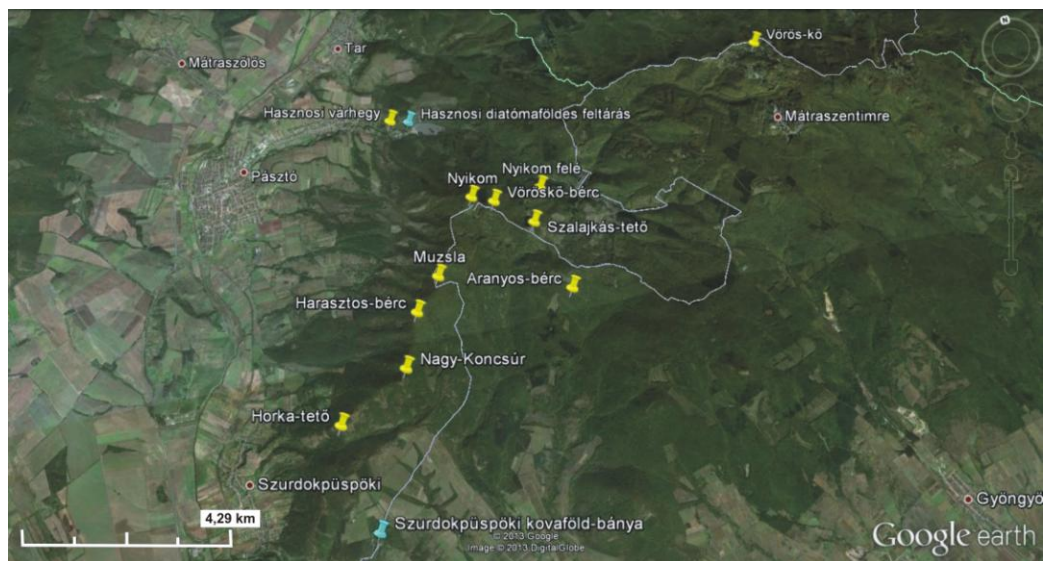 Vörös-kő
Tar
Mátraszőlős
Hasznosi várhegy
Hasznosi diatómaföldes feltárás
Mátraszentimre
Pásztó
Nyikom felé
Nyikom
Vöröskő-bérc
Szalajkás-tető
Muzsla
Aranyos-bérc
Harasztos-bérc
Nagy-Koncsúr
Horka-tető
Szurdokpüspöki
Gyöngyö
4,29 km
Szurdokpüspöki kovaföld-bánya
© 2013 Google
Image © 2013 DigitalGlobe
Google earth